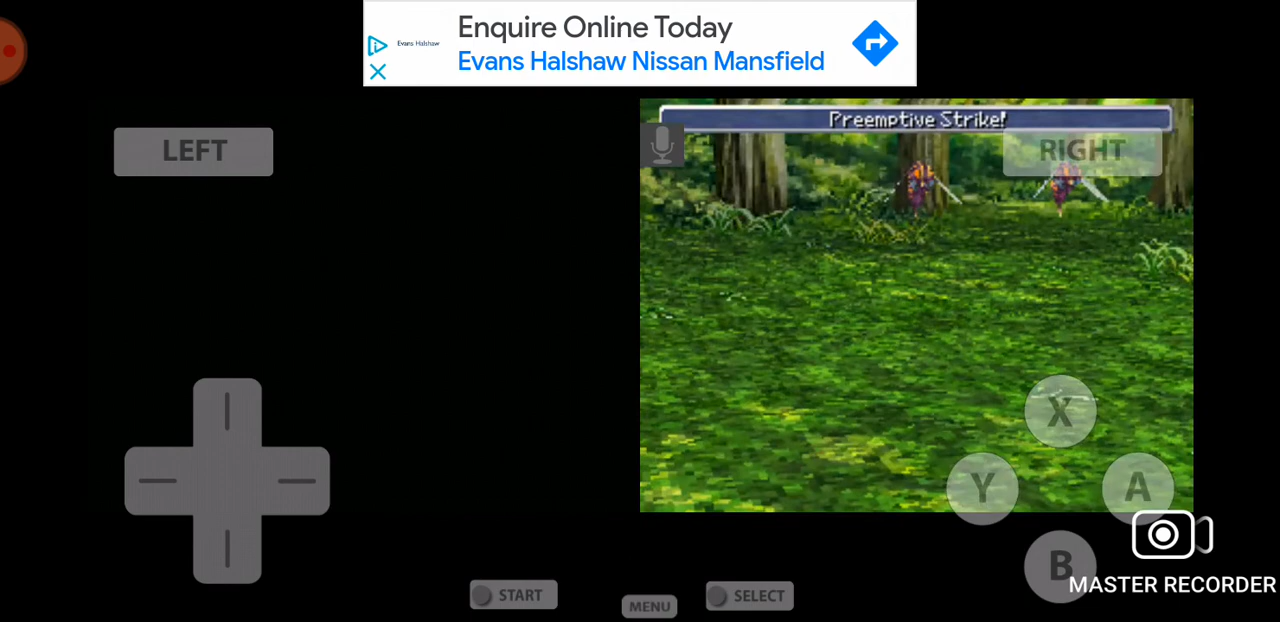 Enquire Online Today
Evans Halshaw
Evans Halshaw Nissan Mansfield
Preemptive Strike!
LEFT
RIGHT
X
Y
A
B
MASTER RECORDER
START
SELECT
MENU